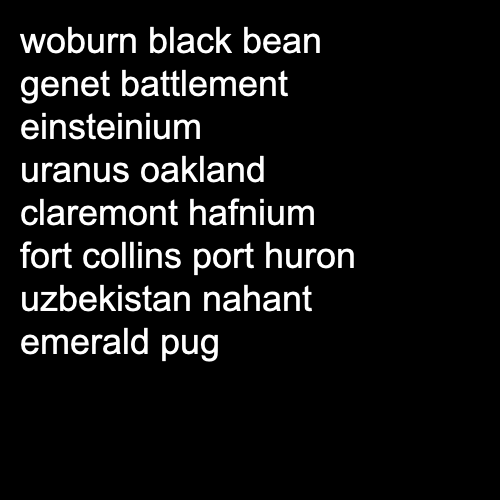 woburn black bean
genet battlement
einsteinium
uranus oakland
claremont hafnium
fort collins port huron
uzbekistan nahant
emerald pug